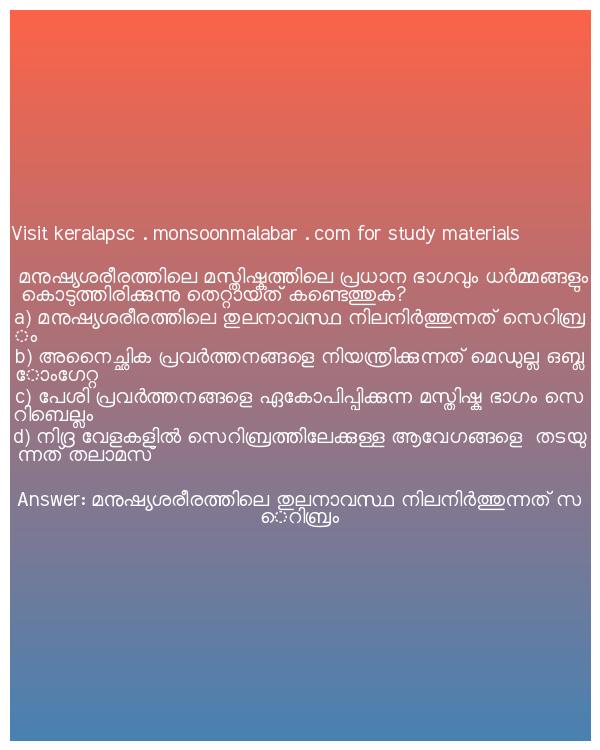 Visit keralapsc . monsoonmalabar . com for study materials
മനുഷ്യശരീരത്തിലെ മസ്തിഷ്കത്തിലെ പ്രധാന ഭാഗവും ധർമ്മങ്ങളും
കൊടുത്തിരിക്കുന്നു തെറ്റായത് കണ്ടെത്തുക?
a) മനുഷ്യശരീരത്തിലെ തുലനാവസ്ഥ നിലനിർത്തുന്നത് സെറിബ്ര
ം
b) അനൈച്ഛിക പ്രവർത്തനങ്ങളെ നിയന്ത്രിക്കുന്നത് മെഡുല്ല ഒബ്ല
ോംഗേറ്റ
c) പേശി പ്രവർത്തനങ്ങളെ ഏകോപിപ്പിക്കുന്ന മസ്തിഷ്ക ഭാഗം സെ
റിബെല്ലം
d) നിദ്ര വേളകളിൽ സെറിബ്രത്തിലേക്കുള്ള ആവേഗങ്ങളെ തടയു
ന്നത് തലാമസ്
Answer: മനുഷ്യശരീരത്തിലെ തുലനാവസ്ഥ നിലനിർത്തുന്നത് സ
െറിബ്രം